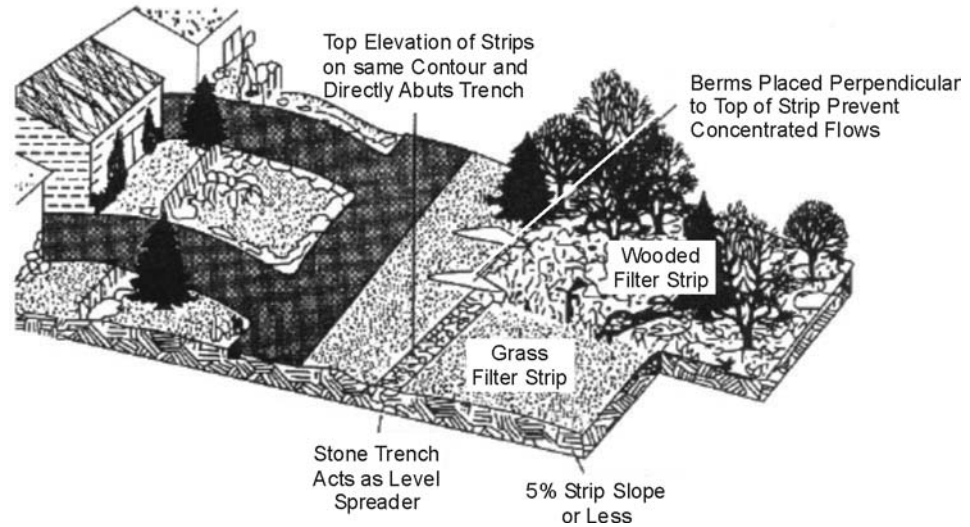 Top Elevation of Strips
on same Contour and
Directly Abuts Trench
Berms Placed Perpendicular
to Top of Strip Prevent
Concentrated Flows
Wooded
Filter Strip
Grass
Filter Strip
Stone Trench
Acts as Level
Spreader
5% Strip Slope
or Less